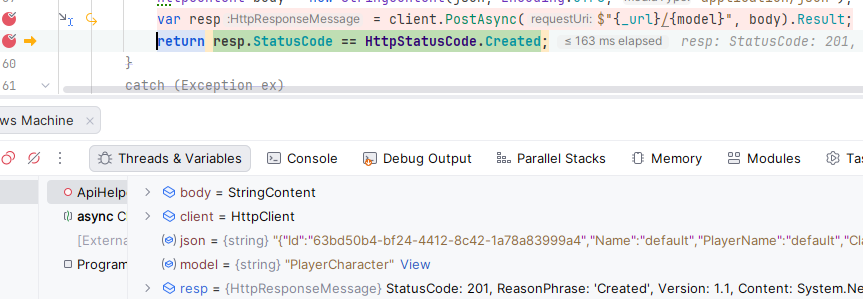 var resp :HttpResponseMessage = client.PostAsync( requestUri: $"{_url}/{model}", body).Result;
return resp.StatusCode == HttpStatusCode.Created; ≤ 163 ms elapsed resp: StatusCode: 201,
60 }
61 catch (Exception ex)
ws Machine ×
Threads & Variables Console Debug Output Parallel Stacks Memory Modules Tas
ApiHelp body = StringContent
async C client = HttpClient
[Externa json = {string} "{"Id":"63bd50b4-bf24-4412-8c42-1a78a83999a4","Name":"default","PlayerName":"default","Cla
Program model = {string} "PlayerCharacter" View
resp = {HttpResponseMessage} StatusCode: 201, ReasonPhrase: 'Created', Version: 1.1, Content: System.Ne